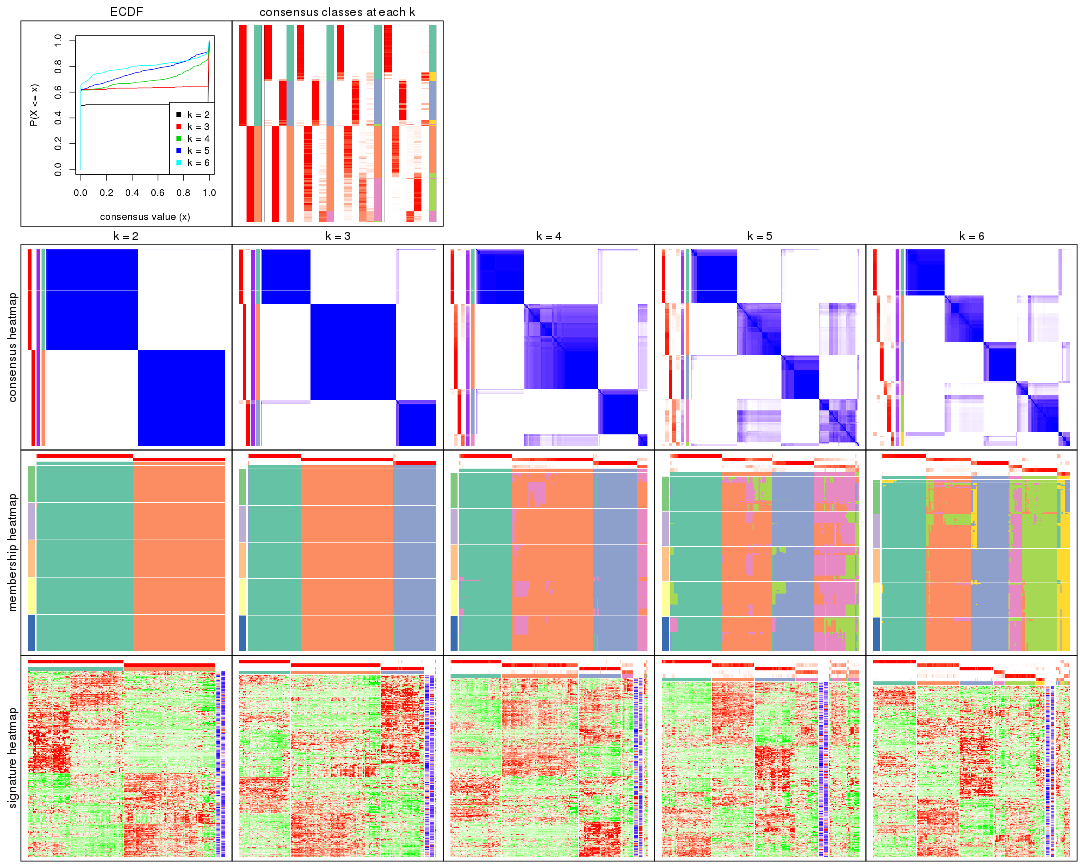 ECDF
consensus classes at each k
P(X <= x)
0.0 0.2 0.4 0.6 0.8 1.0
k = 2
k = 3
k = 4
k = 5
k = 6
0.0 0.2 0.4 0.6 0.8 1.0
consensus value (x)
k = 2
k = 3
k = 4
k = 5
k = 6
consensus heatmap
membership heatmap
signature heatmap